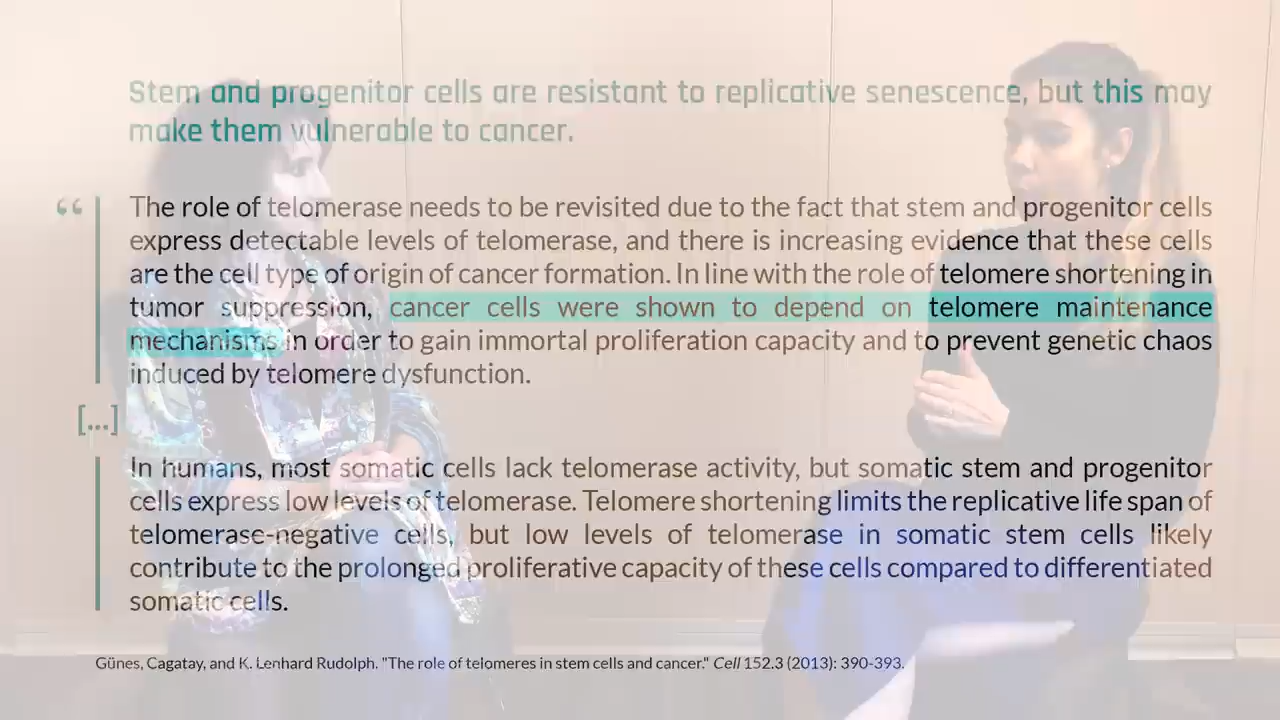 Stem and progenitor cells are resistant to replicative senescence, but this may
make them vulnerable to cancer.
“
The role of telomerase needs to be revisited due to the fact that stem and progenitor cells
express detectable levels of telomerase, and there is increasing evidence that these cells
are the cell type of origin of cancer formation. In line with the role of telomere shortening in
tumor suppression, cancer cells were shown to depend on telomere maintenance
mechanisms in order to gain immortal proliferation capacity and to prevent genetic chaos
induced by telomere dysfunction.
[...]
In humans, most somatic cells lack telomerase activity, but somatic stem and progenitor
cells express low levels of telomerase. Telomere shortening limits the replicative life span of
telomerase-negative cells, but low levels of telomerase in somatic stem cells likely
contribute to the prolonged proliferative capacity of these cells compared to differentiated
somatic cells.
Günes, Cagatay, and K. Lenhard Rudolph. "The role of telomeres in stem cells and cancer." Cell 152.3 (2013): 390-393.